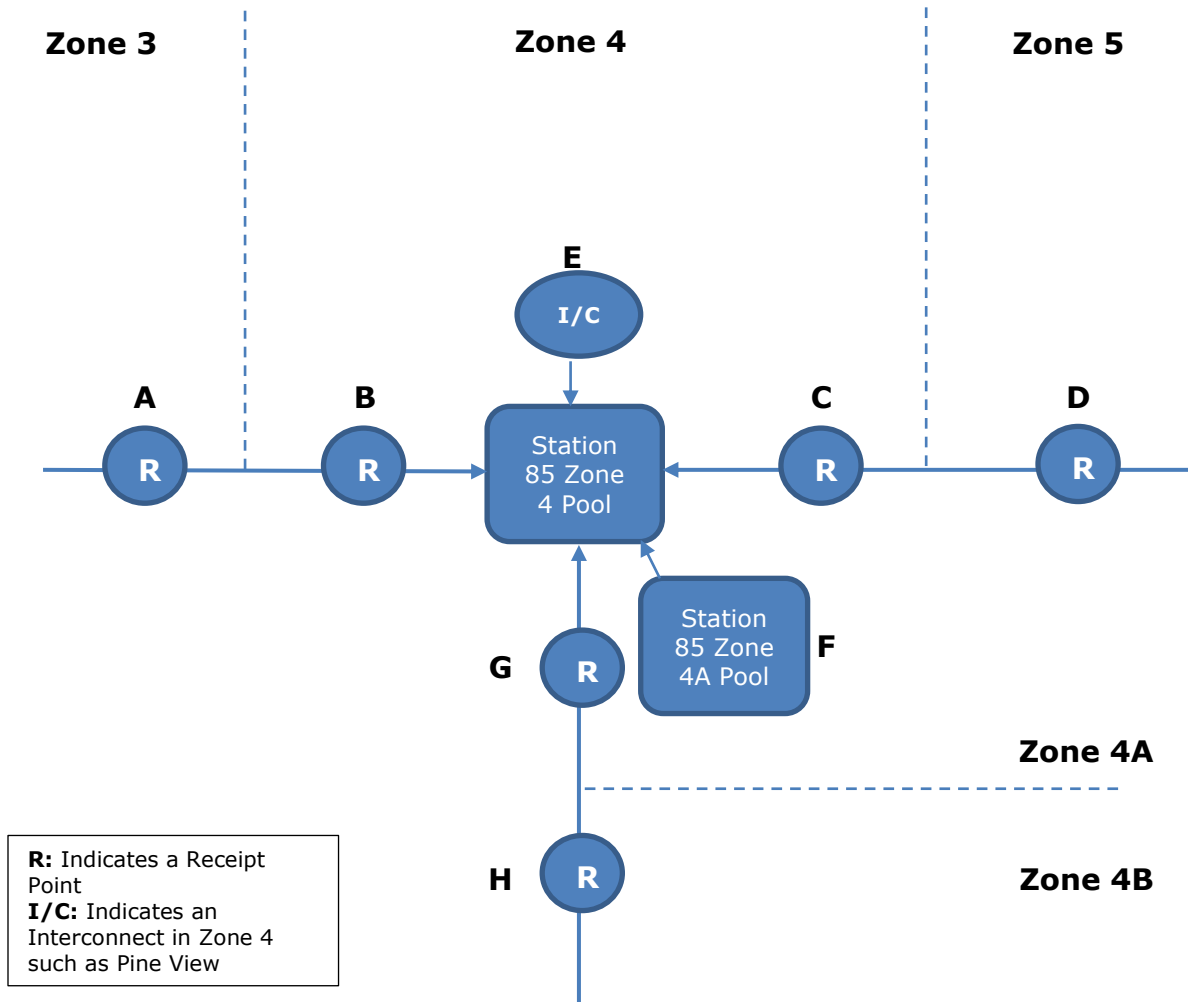 Zone 3
Zone 4
Zone 5
E
I/C
A
B
C
D
R
R
Station
85 Zone
4 Pool
R
R
G
R
Station
85 Zone
4A Pool
F
Zone 4A
R: Indicates a Receipt
Point
I/C: Indicates an
Interconnect in Zone 4
such as Pine View
H
R
Zone 4B